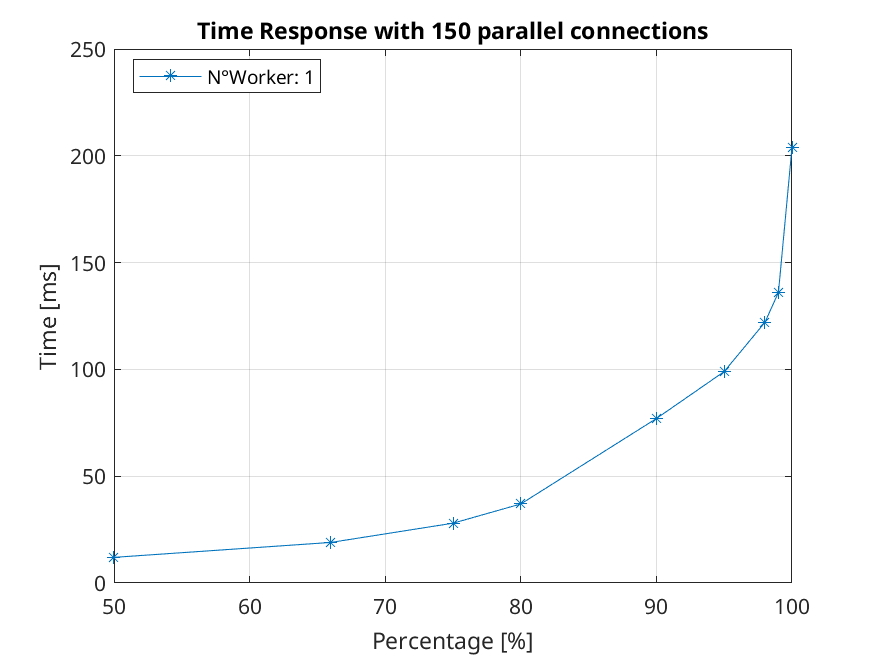 Time Response with 150 parallel connections
N°Worker: 1
250
200
150
100
50
0
Time [ms]
50 60 70 80 90 100
Percentage [%]